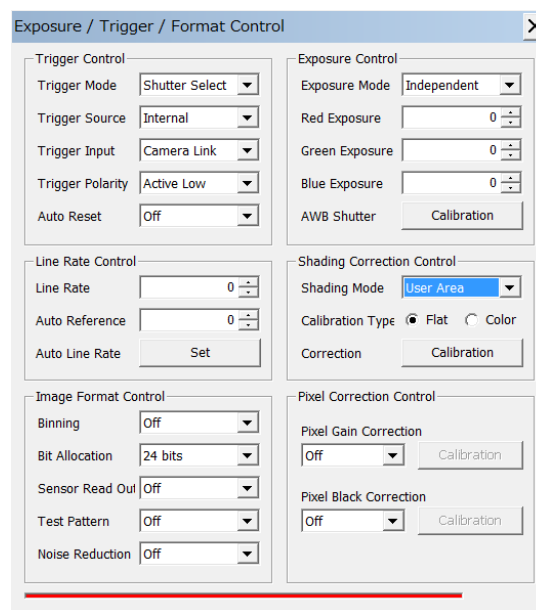 Exposure / Trigger / Format Control
Trigger Control
Trigger Mode Shutter Select
Trigger Source Internal
Trigger Input Camera Link
Trigger Polarity Active Low
Auto Reset Off
Exposure Control
Exposure Mode Independent
Red Exposure 0
Green Exposure 0
Blue Exposure 0
AWB Shutter Calibration
Line Rate Control
Line Rate 0
Auto Reference 0
Auto Line Rate Set
Shading Correction Control
Shading Mode User Area
Calibration Type Flat Color
Correction Calibration
Image Format Control
Binning Off
Bit Allocation 24 bits
Sensor Read Out Off
Test Pattern Off
Noise Reduction Off
Pixel Correction Control
Pixel Gain Correction
Off Calibration
Pixel Black Correction
Off Calibration